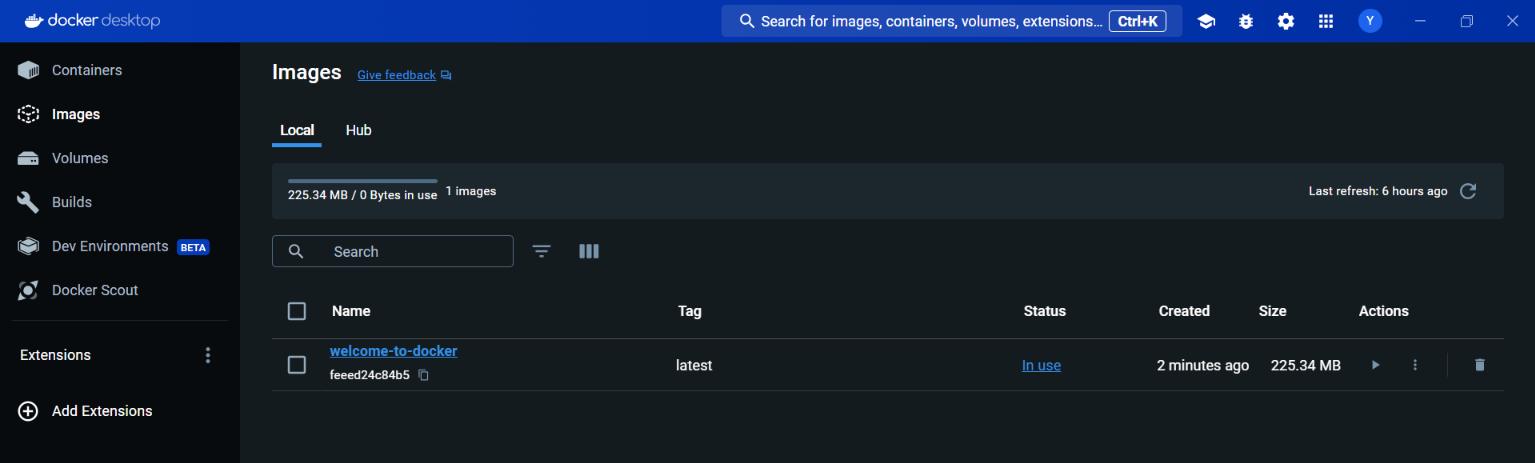 docker desktop
Search for images, containers, volumes, extensions... Ctrl+K
Y
Containers
Images
Volumes
Builds
Dev Environments BETA
Docker Scout
Extensions
Add Extensions
Images Give feedback
Local Hub
225.34 MB / 0 Bytes in use 1 images Last refresh: 6 hours ago
Search
Name Tag Status Created Size Actions
welcome-to-docker
feeed24c84b5
latest In use 2 minutes ago 225.34 MB